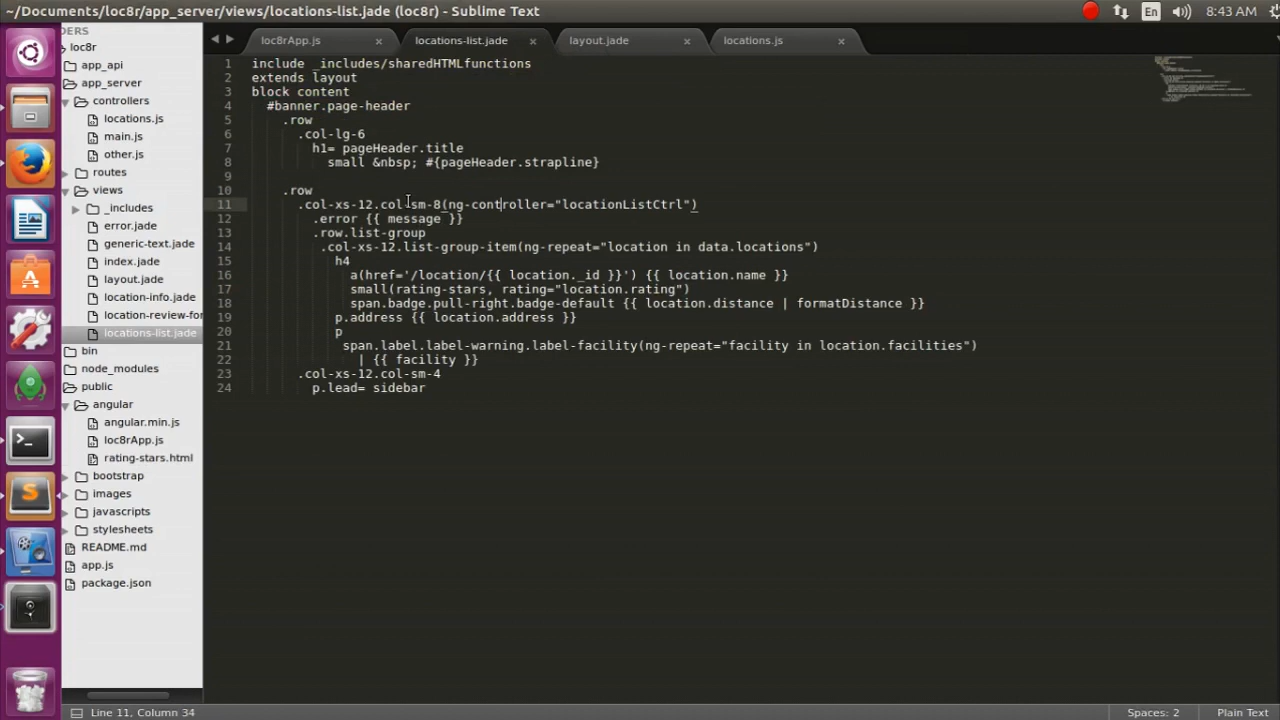 ~/Documents/loc8r/app_server/views/locations-list.jade (loc8r) - Sublime Text
En
8:43 AM
DERS
loc8r
app_api
app_server
controllers
locations.js
main.js
other.js
routes
views
_includes
error.jade
generic-text.jade
index.jade
layout.jade
location-info.jade
location-review-for
locations-list.jade
bin
node_modules
public
angular
angular.min.js
loc8rApp.js
rating-stars.html
bootstrap
images
javascripts
stylesheets
README.md
app.js
package.json
loc8rApp.js × locations-list.jade × layout.jade × locations.js ×
1 include _includes/sharedHTMLfunctions
2 extends layout
3 block content
4 #banner.page-header
5 .row
6 .col-lg-6
7 h1= pageHeader.title
8 small &nbsp; #{pageHeader.strapline}
9
10 .row
11 .col-xs-12.col-sm-8(ng-controller="locationListCtrl")
12 .error {{ message }}
13 .row.list-group
14 .col-xs-12.list-group-item(ng-repeat="location in data.locations")
15 h4
16 a(href='/location/{{ location._id }}') {{ location.name }}
17 small(rating-stars, rating="location.rating")
18 span.badge.pull-right.badge-default {{ location.distance | formatDistance }}
19 p.address {{ location.address }}
20 p
21 span.label.label-warning.label-facility(ng-repeat="facility in location.facilities")
22 | {{ facility }}
23 .col-xs-12.col-sm-4
24 p.lead= sidebar
Line 11, Column 34
Spaces: 2
Plain Text